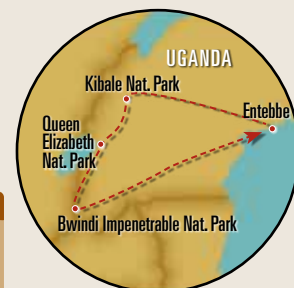 UGANDA
Kibale Nat. Park
Entebbe
Queen
Elizabeth
Nat. Park
Bwindi Impenetrable Nat. Park